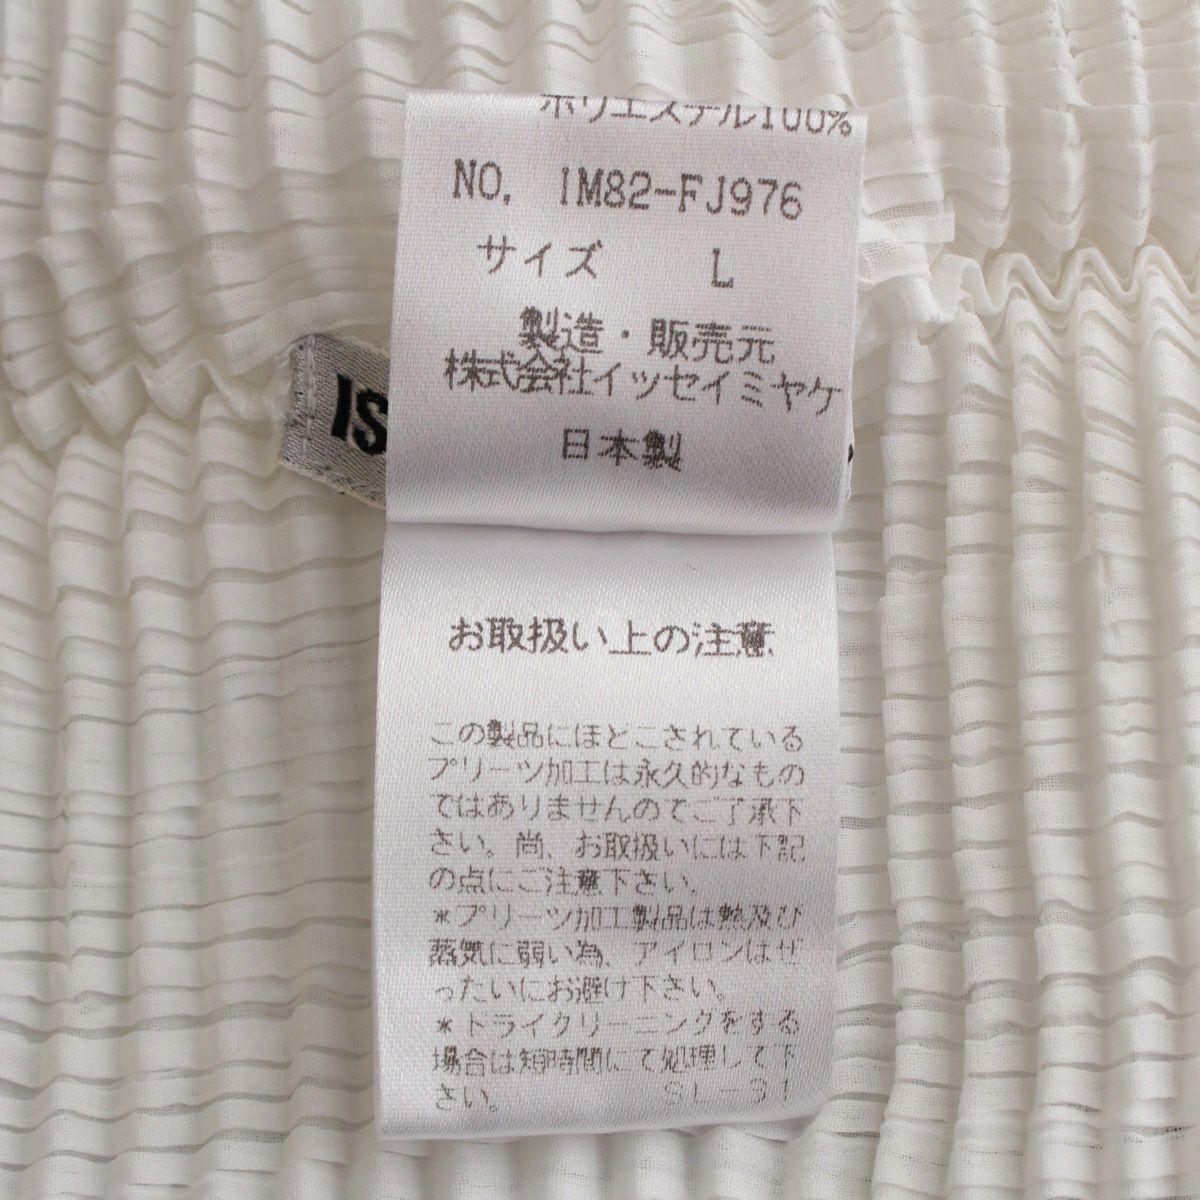 ポリエステル100%
NO. IM82-FJ976
サイズ L
製造・販売元
株式会社イッセイミヤケ
日本製
IS
お取扱い上の注意
この製品にほどこされている
プリーツ加工は永久的なもの
ではありませんのでご了承下
さい。尚、お取扱いには下記
の点にご注意下さい。
*プリーツ加工製品は熱及び
蒸気に弱い為、アイロンはぜ
ったいにお避け下さい。
*ドライクリーニングをする
場合は短時間にて処理して下
さい。 SL-31